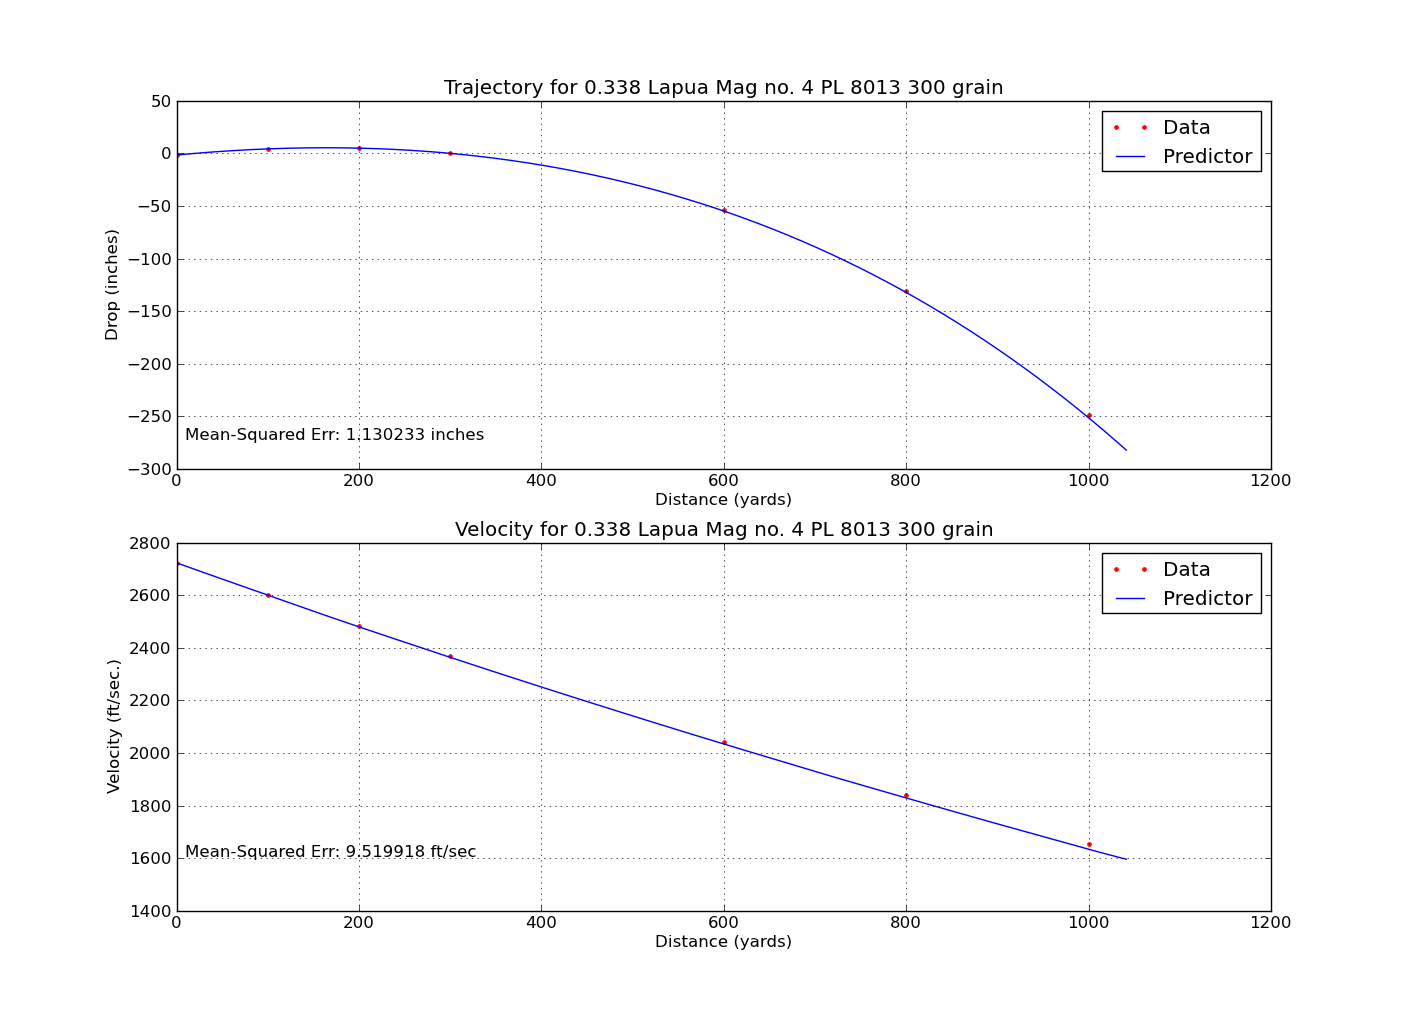 Trajectory for 0.338 Lapua Mag no. 4 PL 8013 300 grain
50
0
−50
−100
−150
−200
−250
−300
Drop (inches)
Data
Predictor
Mean-Squared Err: 1.130233 inches
0 200 400 600 800 1000 1200
Distance (yards)
Velocity for 0.338 Lapua Mag no. 4 PL 8013 300 grain
2800
2600
2400
2200
2000
1800
1600
1400
Velocity (ft/sec.)
Data
Predictor
Mean-Squared Err: 9.519918 ft/sec
0 200 400 600 800 1000 1200
Distance (yards)